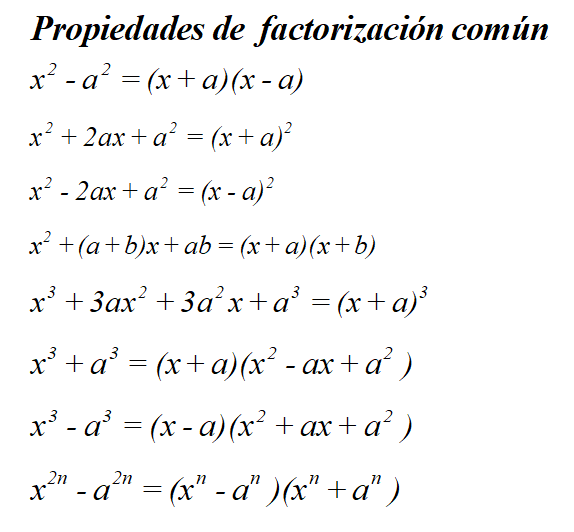 Propiedades de factorización común
x² - a² = (x + a)(x - a)
x² + 2ax + a² = (x + a)²
x² - 2ax + a² = (x - a)²
x² + (a + b)x + ab = (x + a)(x + b)
x³ + 3ax² + 3a²x + a³ = (x + a)³
x³ + a³ = (x + a)(x² - ax + a² )
x³ - a³ = (x - a)(x² + ax + a² )
x²ⁿ - a²ⁿ = (xⁿ - aⁿ )(xⁿ + aⁿ )